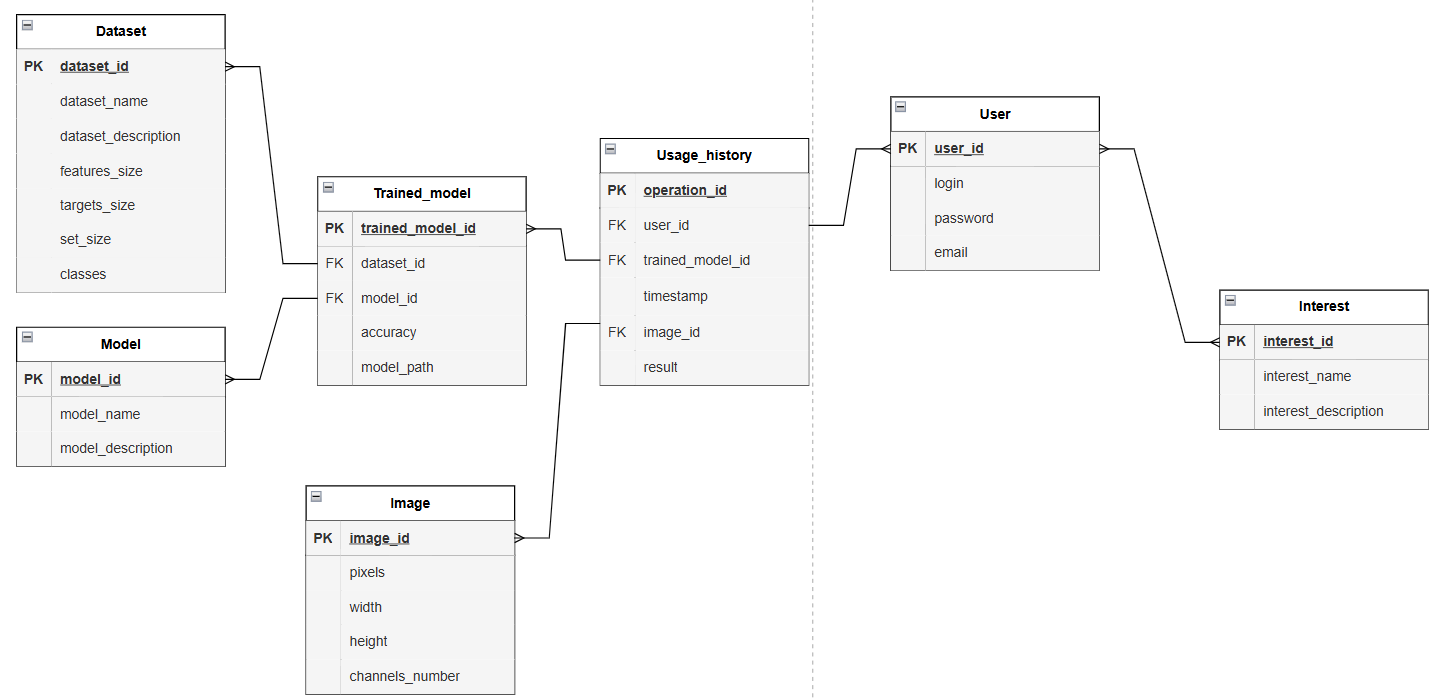 Dataset
PK dataset_id
dataset_name
dataset_description
features_size
targets_size
set_size
classes
Model
PK model_id
model_name
model_description
Trained_model
PK trained_model_id
FK dataset_id
FK model_id
accuracy
model_path
Image
PK image_id
pixels
width
height
channels_number
Usage_history
PK operation_id
FK user_id
FK trained_model_id
timestamp
FK image_id
result
User
PK user_id
login
password
email
Interest
PK interest_id
interest_name
interest_description